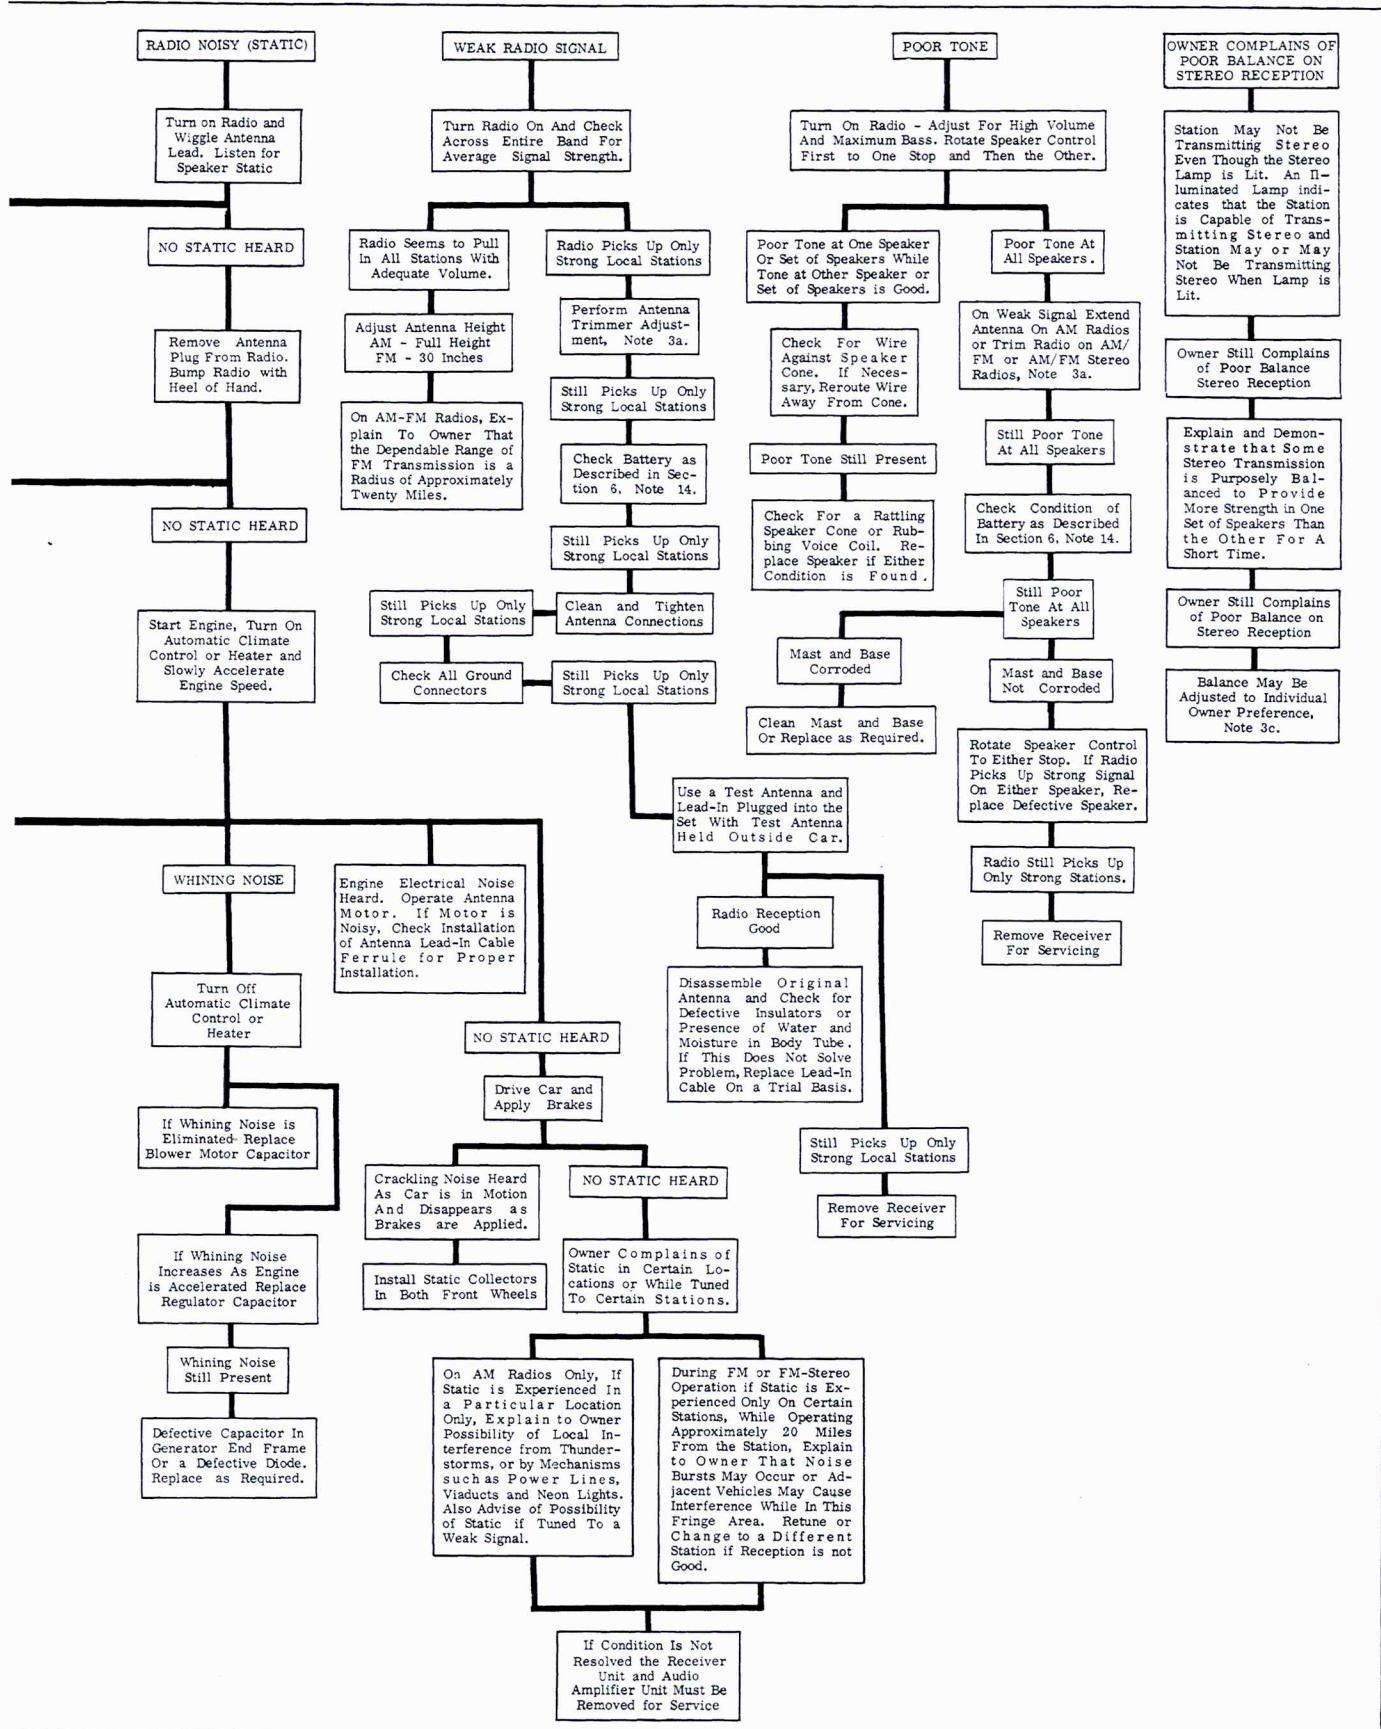 RADIO NOISY (STATIC)
Turn on Radio and
Wiggle Antenna
Lead. Listen for
Speaker Static
NO STATIC HEARD
Remove Antenna
Plug From Radio.
Bump Radio with
Heel of Hand.
NO STATIC HEARD
Start Engine, Turn On
Automatic Climate
Control or Heater and
Slowly Accelerate
Engine Speed.
WHINING NOISE
Turn Off
Automatic Climate
Control or
Heater
If Whining Noise is
Eliminated Replace
Blower Motor Capacitor
If Whining Noise
Increases As Engine
is Accelerated Replace
Regulator Capacitor
Whining Noise
Still Present
Defective Capacitor In
Generator End Frame
Or a Defective Diode.
Replace as Required.
Engine Electrical Noise
Heard. Operate Antenna
Motor. If Motor is
Noisy, Check Installation
of Antenna Lead-In Cable
Ferrule for Proper
Installation.
NO STATIC HEARD
Drive Car and
Apply Brakes
Crackling Noise Heard
As Car is in Motion
And Disappears as
Brakes are Applied.
Install Static Collectors
In Both Front Wheels
NO STATIC HEARD
Owner Complains of
Static in Certain Lo-
cations or While Tuned
To Certain Stations.
On AM Radios Only, If
Static is Experienced In
a Particular Location
Only, Explain to Owner
Possibility of Local In-
terference from Thunder-
storms, or by Mechanisms
such as Power Lines,
Viaducts and Neon Lights.
Also Advise of Possibility
of Static if Tuned To a
Weak Signal.
During FM or FM-Stereo
Operation if Static is Ex-
perienced Only On Certain
Stations, While Operating
Approximately 20 Miles
From the Station, Explain
to Owner That Noise
Bursts May Occur or Ad-
jacent Vehicles May Cause
Interference While In This
Fringe Area. Retune or
Change to a Different
Station if Reception is not
Good.
If Condition Is Not
Resolved the Receiver
Unit and Audio
Amplifier Unit Must Be
Removed for Service
WEAK RADIO SIGNAL
Turn Radio On And Check
Across Entire Band For
Average Signal Strength.
Radio Seems to Pull
In All Stations With
Adequate Volume.
Adjust Antenna Height
AM - Full Height
FM - 30 Inches
On AM-FM Radios, Ex-
plain To Owner That
the Dependable Range of
FM Transmission is a
Radius of Approximately
Twenty Miles.
Radio Picks Up Only
Strong Local Stations
Perform Antenna
Trimmer Adjust-
ment, Note 3a.
Still Picks Up Only
Strong Local Stations
Check Battery as
Described in Sec-
tion 6, Note 14.
Still Picks Up Only
Strong Local Stations
Clean and Tighten
Antenna Connections
Still Picks Up Only
Strong Local Stations
Check All Ground
Connectors
Still Picks Up Only
Strong Local Stations
Use a Test Antenna and
Lead-In Plugged into the
Set With Test Antenna
Held Outside Car.
Radio Reception
Good
Disassemble Original
Antenna and Check for
Defective Insulators or
Presence of Water and
Moisture in Body Tube.
If This Does Not Solve
Problem, Replace Lead-In
Cable On a Trial Basis.
Still Picks Up Only
Strong Local Stations
Remove Receiver
For Servicing
POOR TONE
Turn On Radio - Adjust For High Volume
And Maximum Bass. Rotate Speaker Control
First to One Stop and Then the Other.
Poor Tone at One Speaker
Or Set of Speakers While
Tone at Other Speaker or
Set of Speakers is Good.
Check For Wire
Against Speaker
Cone. If Neces-
sary, Reroute Wire
Away From Cone.
Poor Tone Still Present
Check For a Rattling
Speaker Cone or Rub-
bing Voice Coil. Re-
place Speaker if Either
Condition is Found.
Poor Tone At
All Speakers.
On Weak Signal Extend
Antenna On AM Radios
or Trim Radio on AM/
FM or AM/FM Stereo
Radios, Note 3a.
Still Poor Tone
At All Speakers
Check Condition of
Battery as Described
In Section 6, Note 14.
Still Poor
Tone At All
Speakers
Mast and Base
Corroded
Clean Mast and Base
Or Replace as Required.
Mast and Base
Not Corroded
Rotate Speaker Control
To Either Stop. If Radio
Picks Up Strong Signal
On Either Speaker, Re-
place Defective Speaker.
Radio Still Picks Up
Only Strong Stations.
Remove Receiver
For Servicing
OWNER COMPLAINS OF
POOR BALANCE ON
STEREO RECEPTION
Station May Not Be
Transmitting Stereo
Even Though the Stereo
Lamp is Lit. An Il-
luminated Lamp indi-
cates that the Station
is Capable of Trans-
mitting Stereo and
Station May or May
Not Be Transmitting
Stereo When Lamp is
Lit.
Owner Still Complains
of Poor Balance
Stereo Reception
Explain and Demon-
strate that Some
Stereo Transmission
is Purposely Bal-
anced to Provide
More Strength in One
Set of Speakers Than
the Other For A
Short Time.
Owner Still Complains
of Poor Balance on
Stereo Reception
Balance May Be
Adjusted to Individual
Owner Preference,
Note 3c.